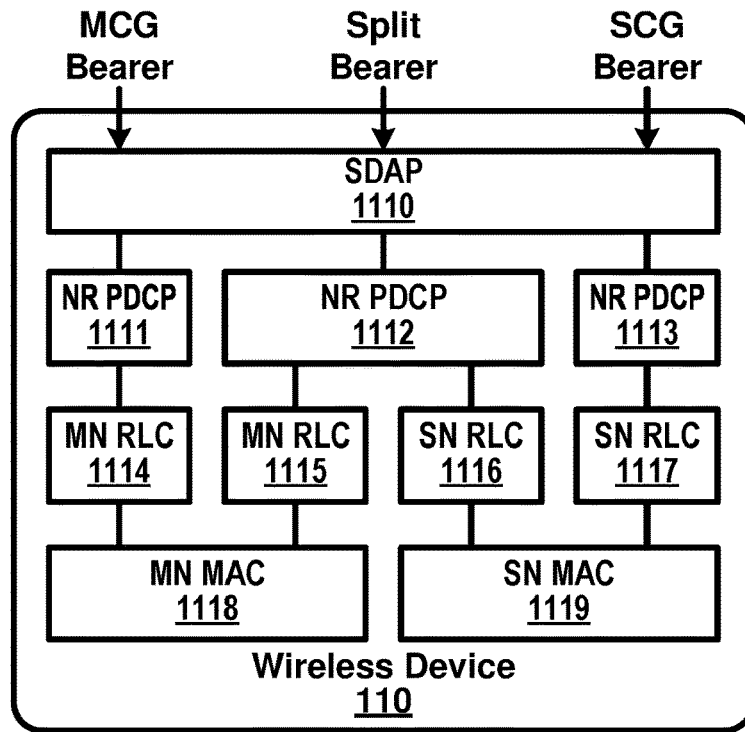 MCG Bearer
Split Bearer
SCG Bearer
SDAP
1110
NR PDCP
1111
NR PDCP
1112
NR PDCP
1113
MN RLC
1114
MN RLC
1115
SN RLC
1116
SN RLC
1117
MN MAC
1118
SN MAC
1119
Wireless Device
110